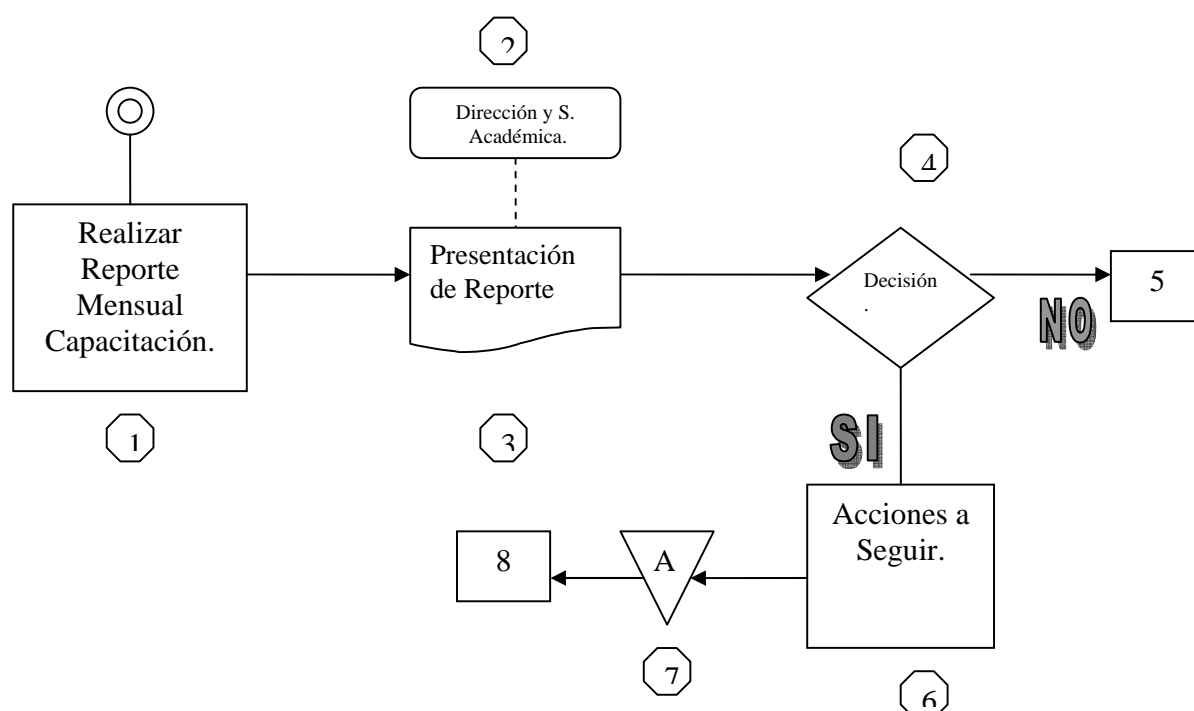 2
Dirección y S.
Académica.
4
Realizar
Reporte
Mensual
Capacitación.
Presentación
de Reporte
Decisión
.
5
NO
1
3
SI
Acciones a
Seguir.
8
A
7
6